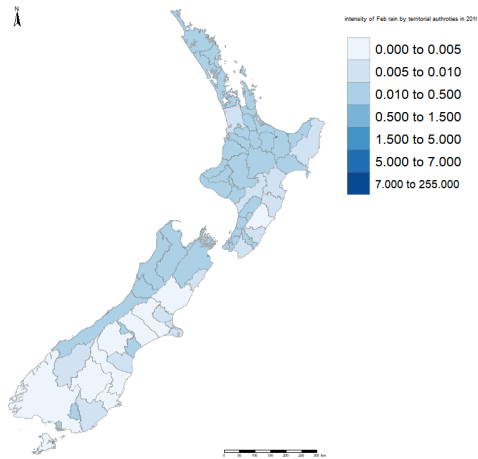 N
intensity of Feb rain by territorial authroties in 2016
0.000 to 0.005
0.005 to 0.010
0.010 to 0.500
0.500 to 1.500
1.500 to 5.000
5.000 to 7.000
7.000 to 255.000